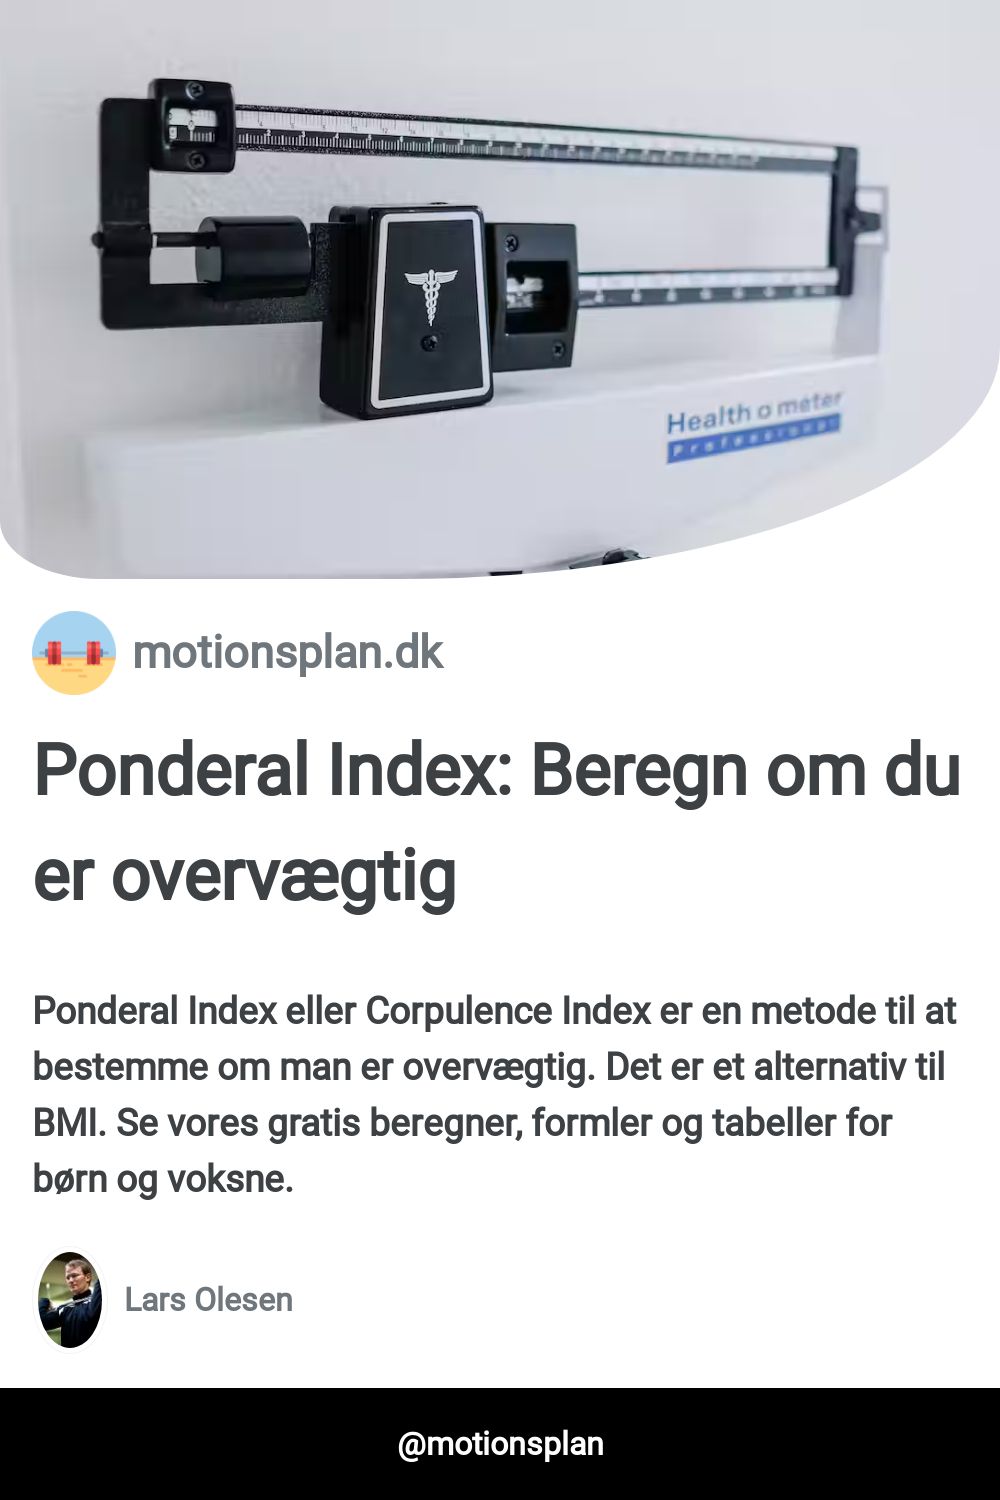 Health o meter
Professional
motionsplan.dk
Ponderal Index: Beregn om du
er overvægtig
Ponderal Index eller Corpulence Index er en metode til at
bestemme om man er overvægtig. Det er et alternativ til
BMI. Se vores gratis beregner, formler og tabeller for
børn og voksne.
Lars Olesen
@motionsplan